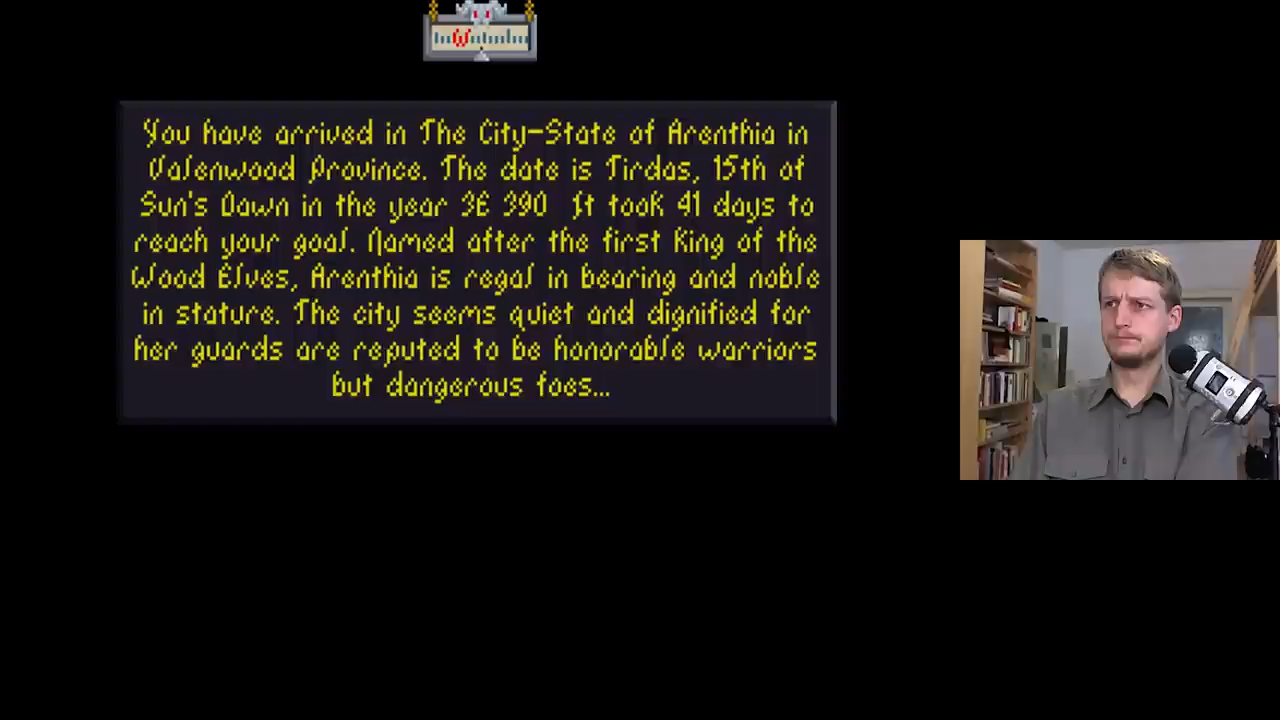 W
You have arrived in The City-State of Arenthia in
Valenwood Province. The date is Tirdas, 15th of
Sun's Dawn in the year 3E 390 It took 41 days to
reach your goal. Named after the first King of the
Wood Elves, Arenthia is regal in bearing and noble
in stature. The city seems quiet and dignified for
her guards are reputed to be honorable warriors
but dangerous foes...